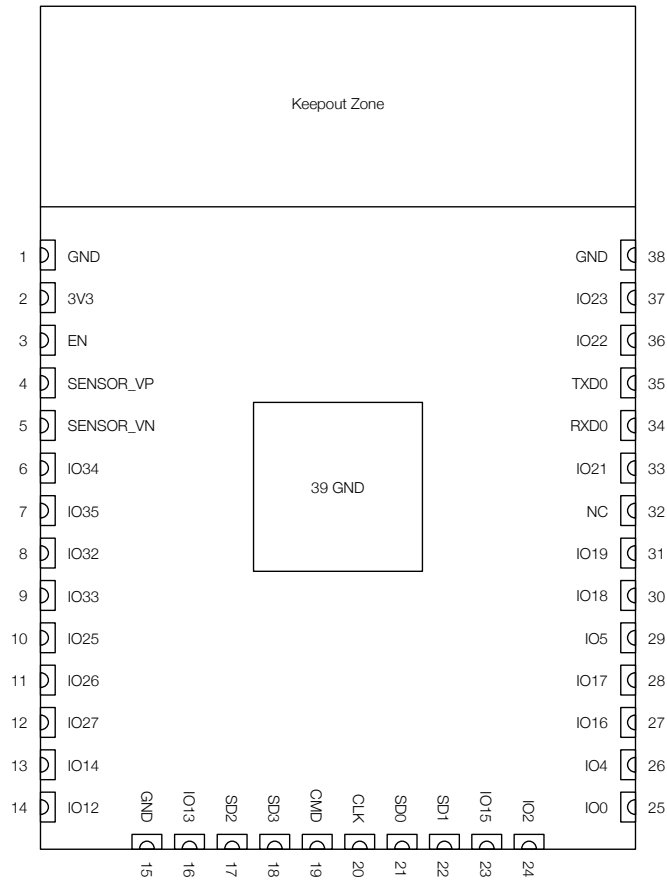 Keepout Zone
1 GND
2 3V3
3 EN
4 SENSOR_VP
5 SENSOR_VN
6 IO34
7 IO35
8 IO32
9 IO33
10 IO25
11 IO26
12 IO27
13 IO14
14 IO12
39 GND
GND 38
IO23 37
IO22 36
TXD0 35
RXD0 34
IO21 33
NC 32
IO19 31
IO18 30
IO5 29
IO17 28
IO16 27
IO4 26
IO0 25
GND 15
IO13 16
SD2 17
SD3 18
CMD 19
CLK 20
SD0 21
SD1 22
IO15 23
IO2 24